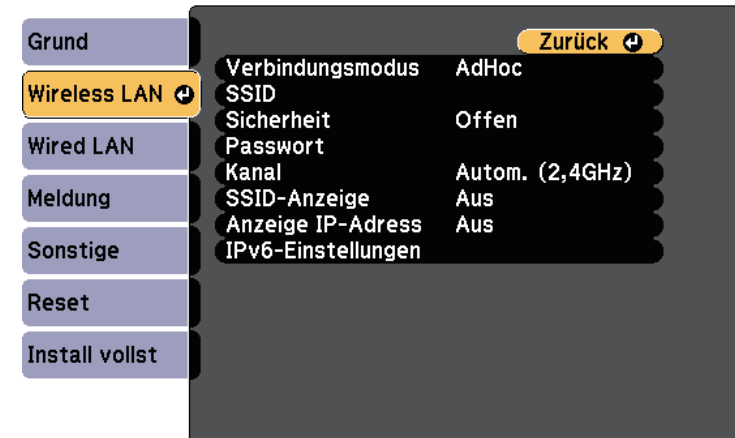 Grund
Wireless LAN
Wired LAN
Meldung
Sonstige
Reset
Install vollst
Zurück
Verbindungsmodus AdHoc
SSID
Sicherheit Offen
Passwort
Kanal Autom. (2,4GHz)
SSID-Anzeige Aus
Anzeige IP-Adress Aus
IPv6-Einstellungen